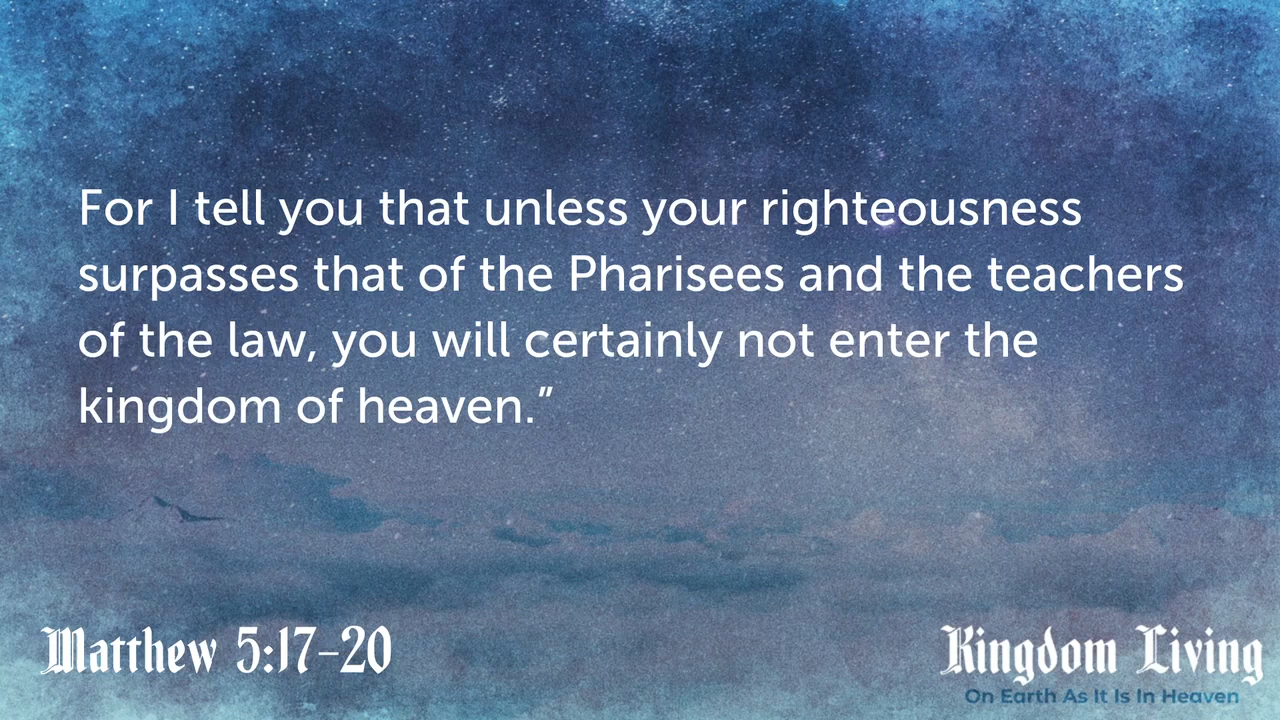 For I tell you that unless your righteousness
surpasses that of the Pharisees and the teachers
of the law, you will certainly not enter the
kingdom of heaven.”
Matthew 5:17–20
Kingdom Living
On Earth As It Is In Heaven